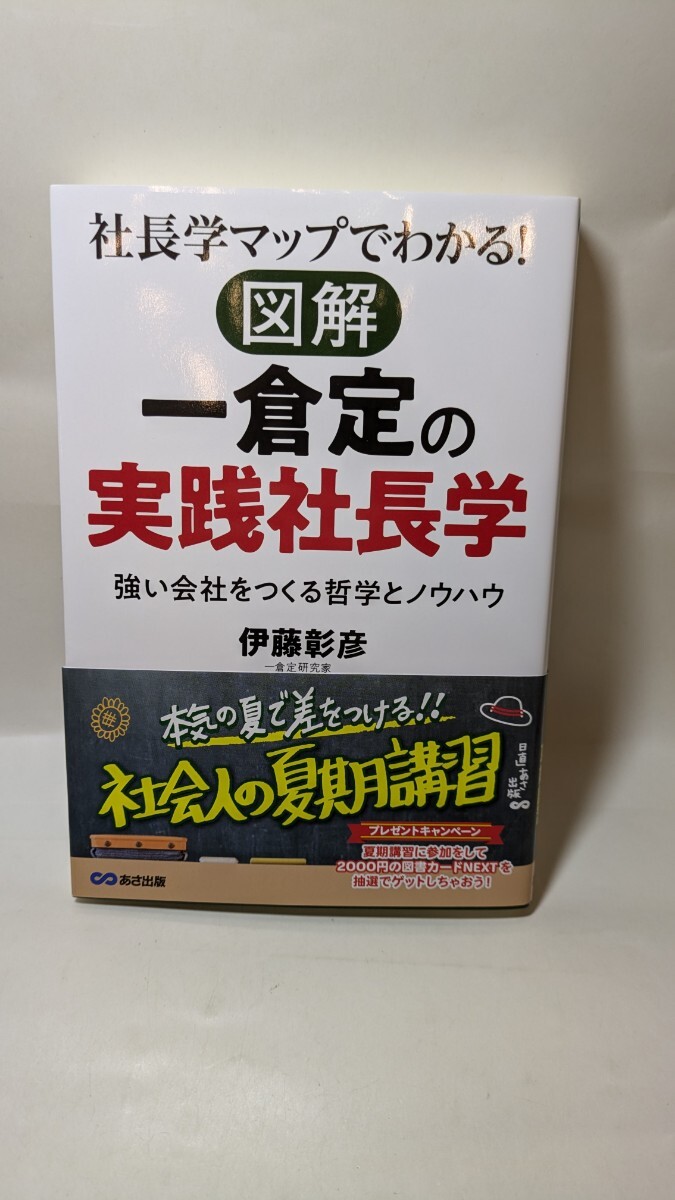 社長学マップでわかる!
図解
一倉定の
実践社長学
強い会社をつくる哲学とノウハウ
伊藤彰彦
一倉定研究家
本気の夏で差をつける!!
社会人の夏期講習
日直
プレゼントキャンペーン
夏期講習に参加をして
2000円の図書カードNEXTを
抽選でゲットしちゃおう!
あさ出版